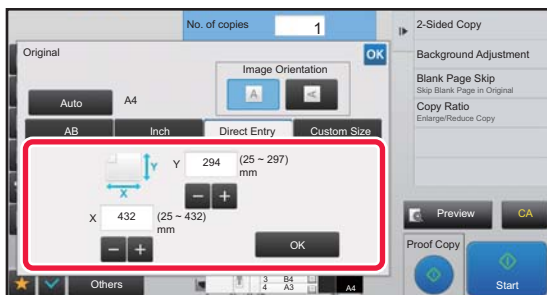 No. of copies 1
2-Sided Copy
Original OK
Background Adjustment
Image Orientation
Blank Page Skip
Skip Blank Page in Original
A A
Auto A4
Copy Ratio
Enlarge/Reduce Copy
AB Inch Direct Entry Custom Size
Y Y 294 (25 ~ 297)
mm
X
X 432 (25 ~ 432)
mm
Preview CA
OK
Proof Copy
Others
3 B4
4 A3 A4
Start